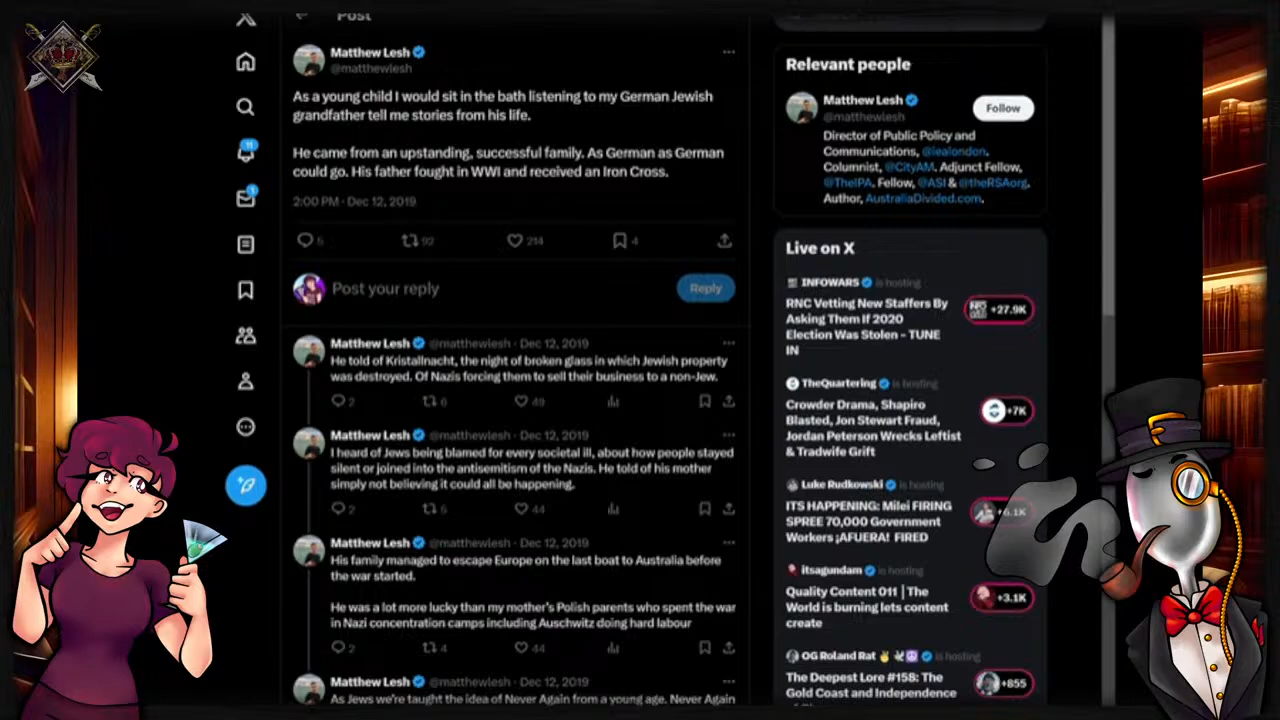 Post
Matthew Lesh
@matthewlesh
As a young child I would sit in the bath listening to my German Jewish
grandfather tell me stories from his life.
He came from an upstanding, successful family. As German as German
could go. His father fought in WWI and received an Iron Cross.
2:00 PM · Dec 12, 2019
5
92
214
4
Post your reply
Reply
Matthew Lesh @matthewlesh · Dec 12, 2019
He told of Kristallnacht, the night of broken glass in which Jewish property
was destroyed. Of Nazis forcing them to sell their business to a non-Jew.
2
6
49
Matthew Lesh @matthewlesh · Dec 12, 2019
I heard of Jews being blamed for every societal ill, about how people stayed
silent or joined into the antisemitism of the Nazis. He told of his mother
simply not believing it could all be happening.
2
5
44
Matthew Lesh @matthewlesh · Dec 12, 2019
His family managed to escape Europe on the last boat to Australia before
the war started.
He was a lot more lucky than my mother's Polish parents who spent the war
in Nazi concentration camps including Auschwitz doing hard labour
2
4
44
Matthew Lesh @matthewlesh · Dec 12, 2019
As Jews we're taught the idea of Never Again from a young age. Never Again
Relevant people
Matthew Lesh
@matthewlesh
Follow
Director of Public Policy and
Communications, @iealondon.
Columnist, @CityAM. Adjunct Fellow,
@TheIPA. Fellow, @ASI & @theRSAorg.
Author, AustraliaDivided.com.
Live on X
INFOWARS is hosting
RNC Vetting New Staffers By
Asking Them If 2020
Election Was Stolen – TUNE
IN
+27.9K
TheQuartering is hosting
Crowder Drama, Shapiro
Blasted, Jon Stewart Fraud,
Jordan Peterson Wrecks Leftist
& Tradwife Grift
+7K
Luke Rudkowski is hosting
ITS HAPPENING: Milei FIRING
SPREE 70,000 Government
Workers ¡AFUERA! FIRED
+6.1K
itsagundam is hosting
Quality Content 011 | The
World is burning lets content
create
+3.1K
OG Roland Rat ✌️🕊️☮️ is hosting
The Deepest Lore #158: The
Gold Coast and Independence
+855